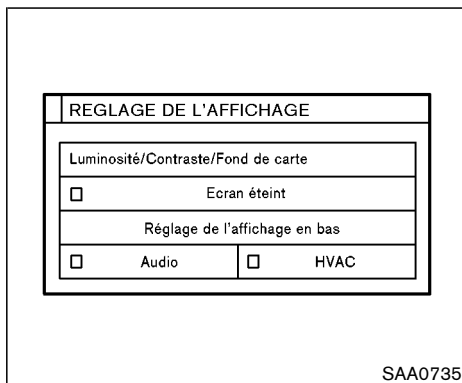 REGLAGE DE L'AFFICHAGE
Luminosité/Contraste/Fond de carte
Ecran éteint
Réglage de l'affichage en bas
Audio HVAC
SAA0735